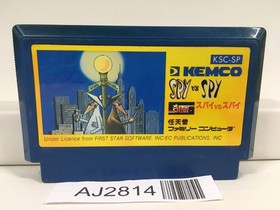 KSC-SP
KEMCO
SPY vs SPY
スパイvsスパイ
任天堂
ファミリー コンピュータ
Under Licence from FIRST STAR SOFTWARE, INC/EC PUBLICATIONS, INC
AJ2814